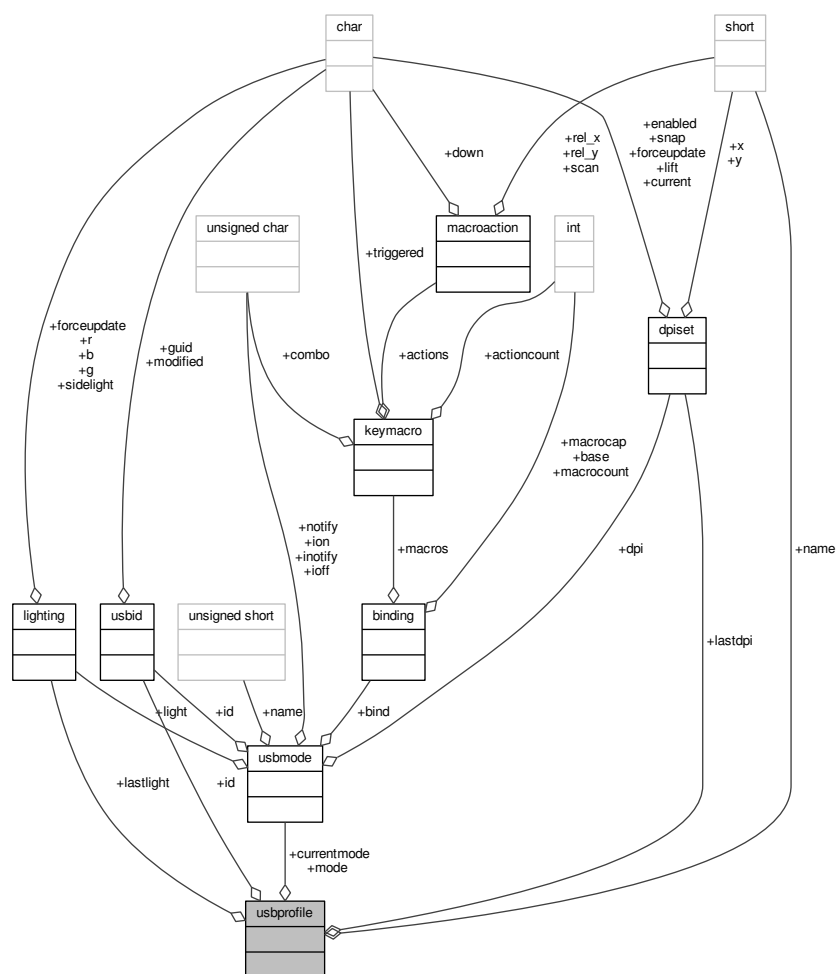 char
short
+enabled
+snap
+forceupdate
+lift
+current
+rel_x
+rel_y
+scan
+x
+y
+down
unsigned char
macroaction
int
+triggered
dpiset
+forceupdate
+r
+b
+g
+sidelight
+guid
+modified
+combo
+actions
+actioncount
keymacro
+macrocap
+base
+macrocount
+notify
+ion
+inotify
+ioff
+macros
+dpi
+name
lighting
usbid
unsigned short
binding
+lastdpi
+light
+id
+name
+bind
usbmode
+lastlight
+id
+currentmode
+mode
usbprofile